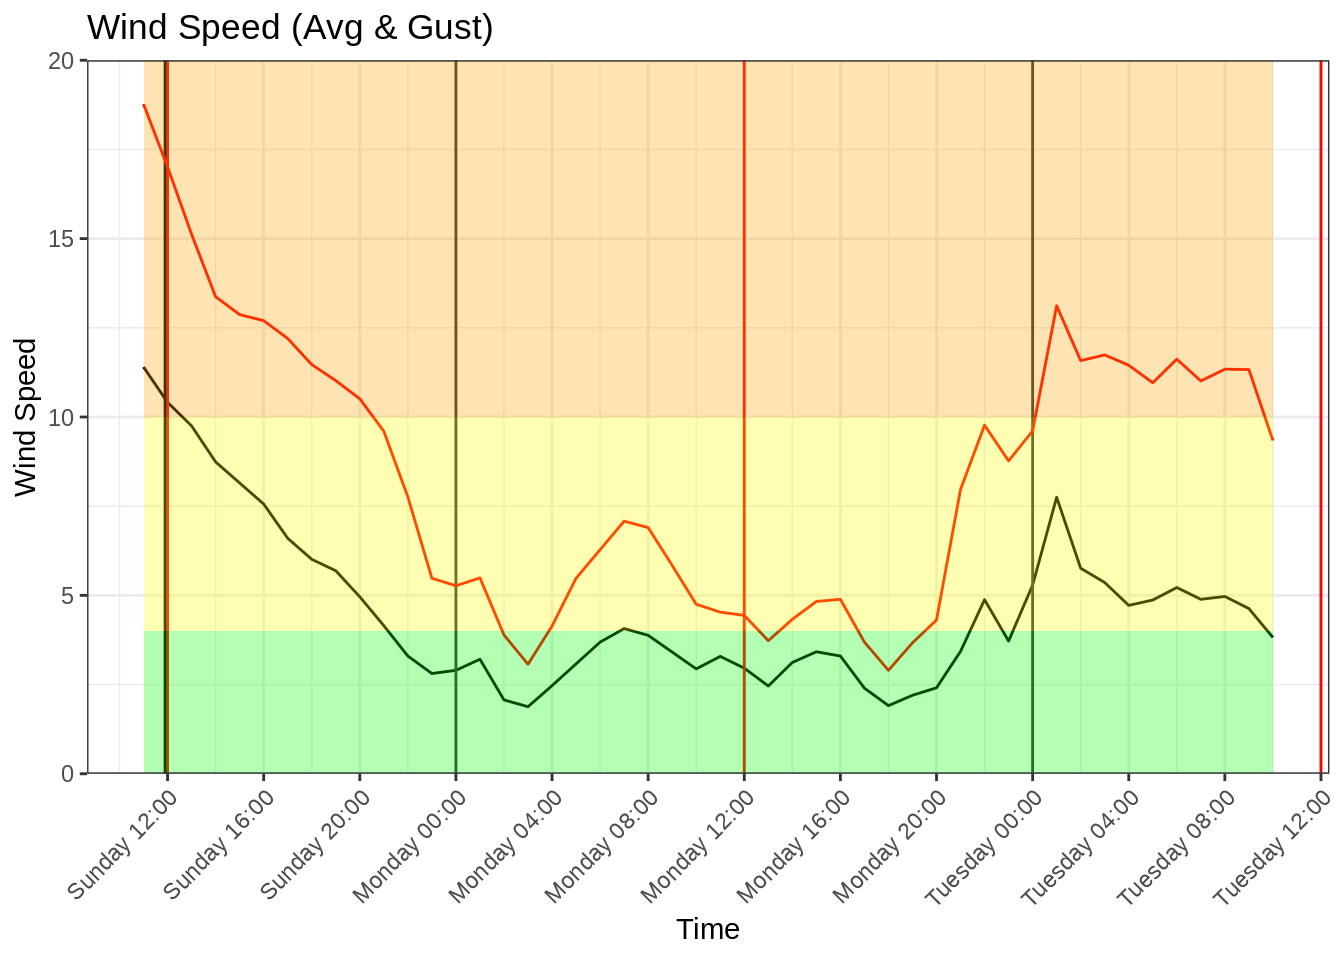 Wind Speed (Avg & Gust)
Wind Speed
20
15
10
5
0
Sunday 12:00
Sunday 16:00
Sunday 20:00
Monday 00:00
Monday 04:00
Monday 08:00
Monday 12:00
Monday 16:00
Monday 20:00
Tuesday 00:00
Tuesday 04:00
Tuesday 08:00
Tuesday 12:00
Time